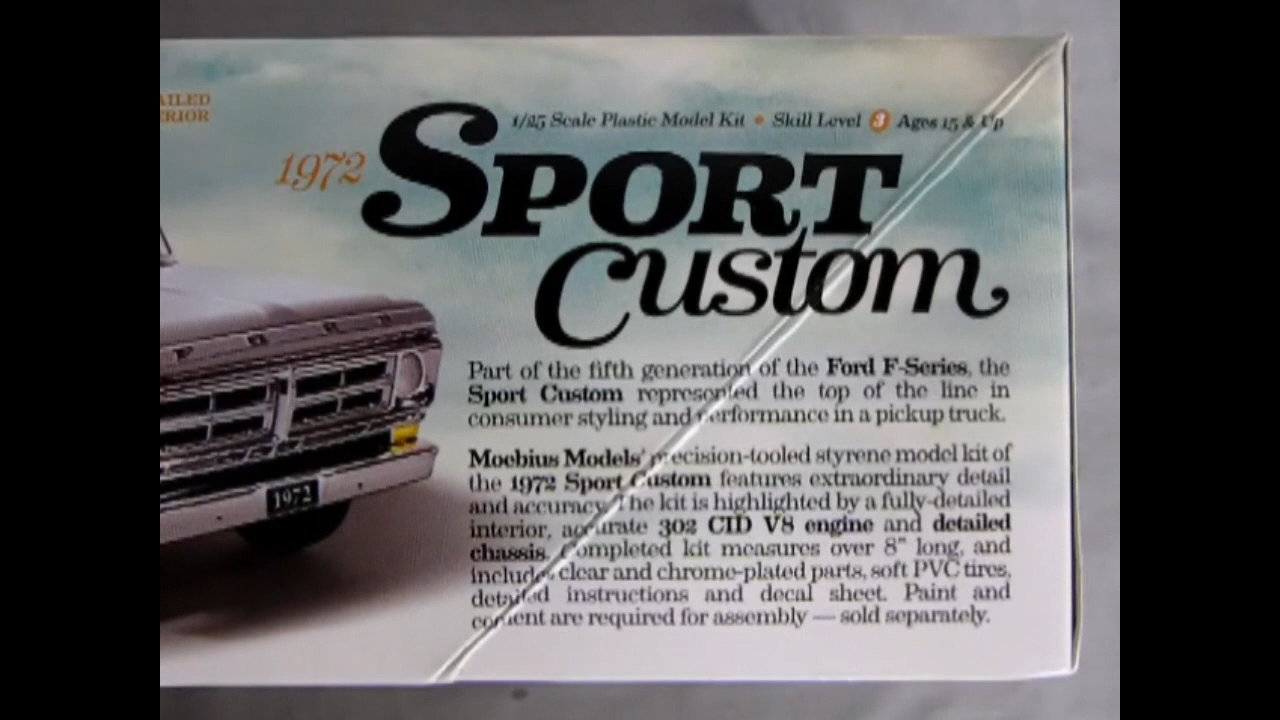 AILED
ERIOR
1/25 Scale Plastic Model Kit • Skill Level 3 Ages 15 & Up
1972 SPORT
Custom
FORD
Part of the fifth generation of the Ford F-Series, the
Sport Custom represented the top of the line in
consumer styling and performance in a pickup truck.
Moebius Models' precision-tooled styrene model kit of
the 1972 Sport Custom features extraordinary detail
and accuracy. The kit is highlighted by a fully-detailed
interior, accurate 302 CID V8 engine and detailed
chassis. Completed kit measures over 8" long, and
includes clear and chrome-plated parts, soft PVC tires,
detailed instructions and decal sheet. Paint and
cement are required for assembly — sold separately.
1972